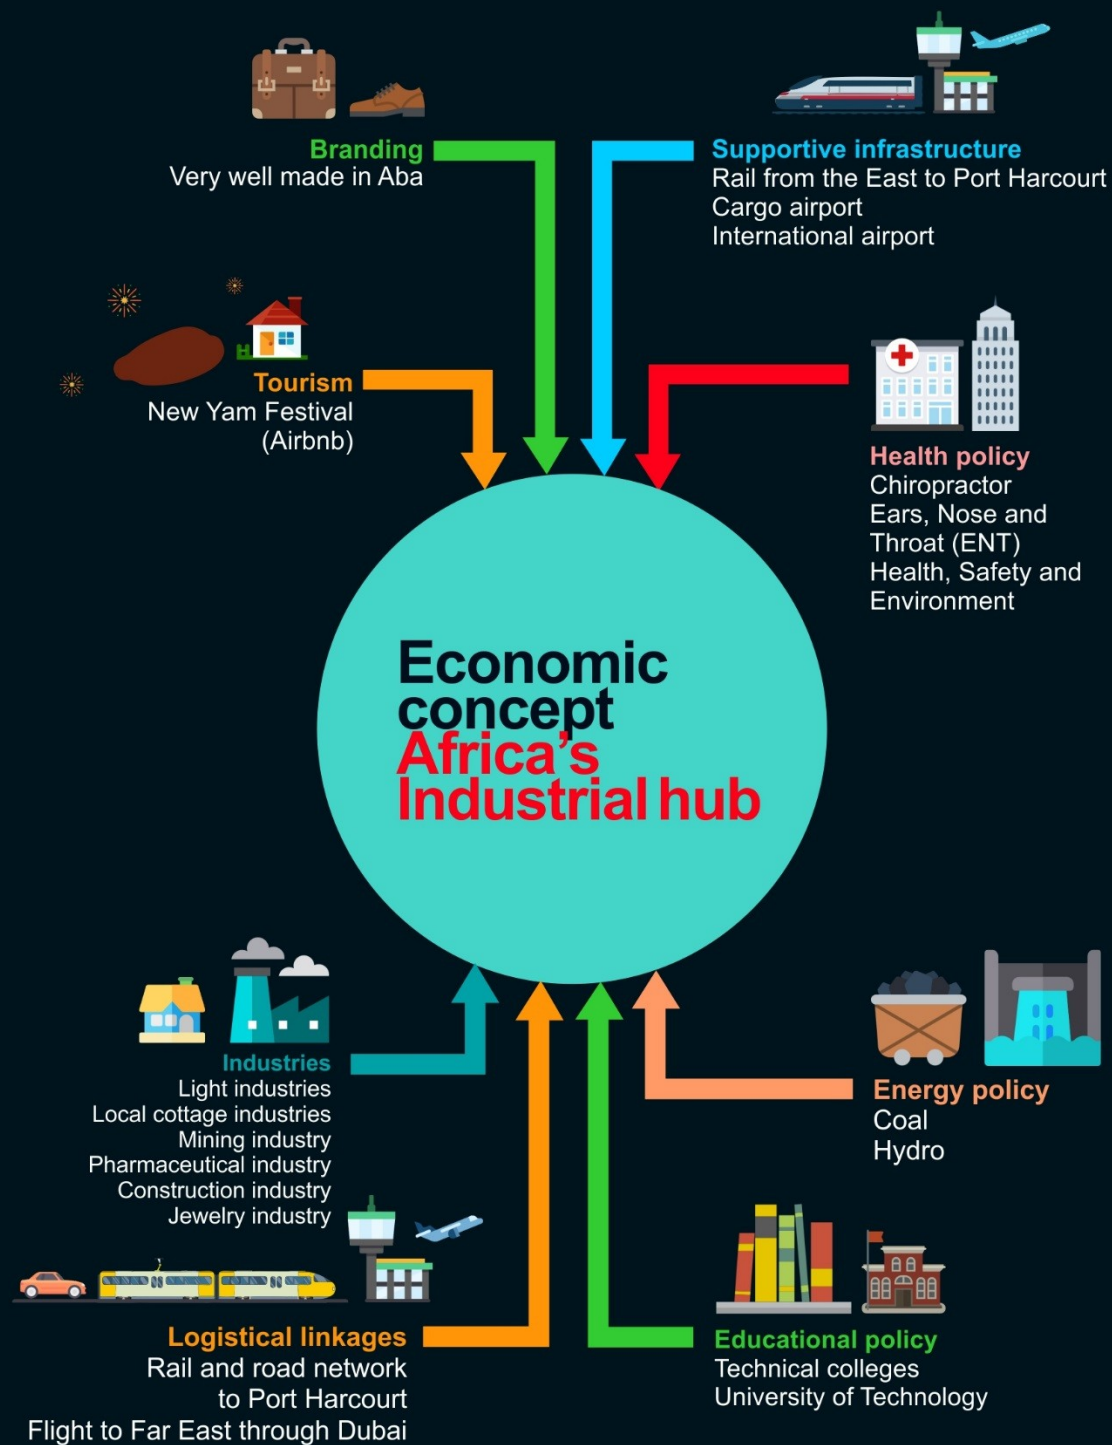 Branding
Very well made in Aba
Supportive infrastructure
Rail from the East to Port Harcourt
Cargo airport
International airport
Tourism
New Yam Festival
(Airbnb)
Health policy
Chiropractor
Ears, Nose and
Throat (ENT)
Health, Safety and
Environment
Economic
concept
Africa's
Industrial hub
Industries
Light industries
Local cottage industries
Mining industry
Pharmaceutical industry
Construction industry
Jewelry industry
Energy policy
Coal
Hydro
Logistical linkages
Rail and road network
to Port Harcourt
Flight to Far East through Dubai
Educational policy
Technical colleges
University of Technology